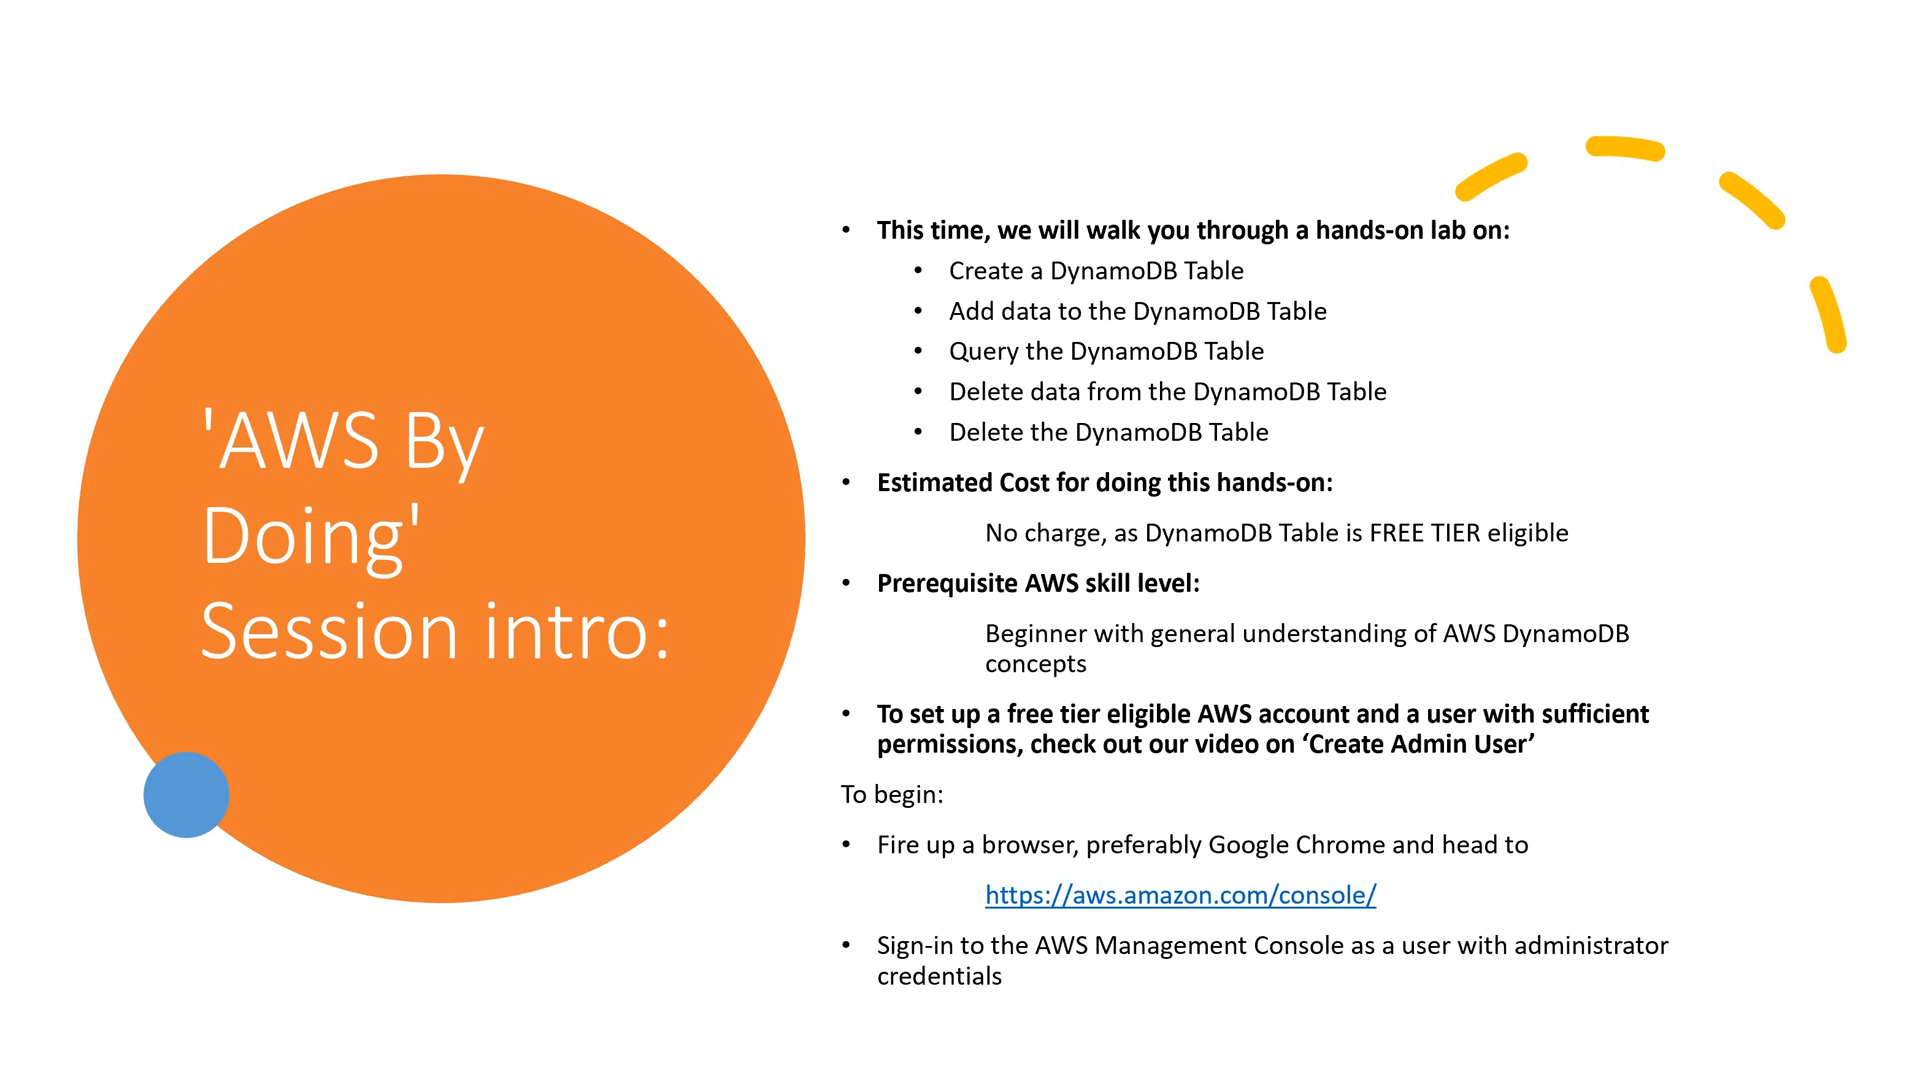 'AWS By
Doing'
Session intro:
• This time, we will walk you through a hands-on lab on:
• Create a DynamoDB Table
• Add data to the DynamoDB Table
• Query the DynamoDB Table
• Delete data from the DynamoDB Table
• Delete the DynamoDB Table
• Estimated Cost for doing this hands-on:
No charge, as DynamoDB Table is FREE TIER eligible
• Prerequisite AWS skill level:
Beginner with general understanding of AWS DynamoDB
concepts
• To set up a free tier eligible AWS account and a user with sufficient
permissions, check out our video on ‘Create Admin User’
To begin:
• Fire up a browser, preferably Google Chrome and head to
https://aws.amazon.com/console/
• Sign-in to the AWS Management Console as a user with administrator
credentials